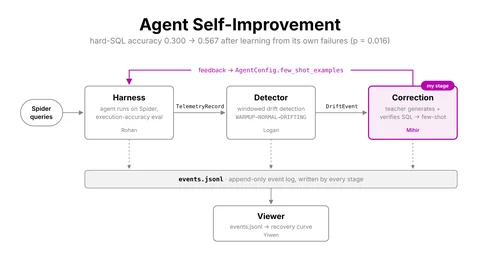 Agent Self-Improvement
hard-SQL accuracy 0.300 → 0.567 after learning from its own failures (p = 0.016)
feedback → AgentConfig.few_shot_examples
my stage
Spider
queries
Harness
agent runs on Spider,
execution-accuracy eval
Rohan
TelemetryRecord
Detector
windowed drift detection
WARMUP→NORMAL→DRIFTING
Logan
DriftEvent
Correction
teacher generates +
verifies SQL → few-shot
Mihir
events.jsonl · append-only event log, written by every stage
Viewer
events.jsonl → recovery curve
Yiwen